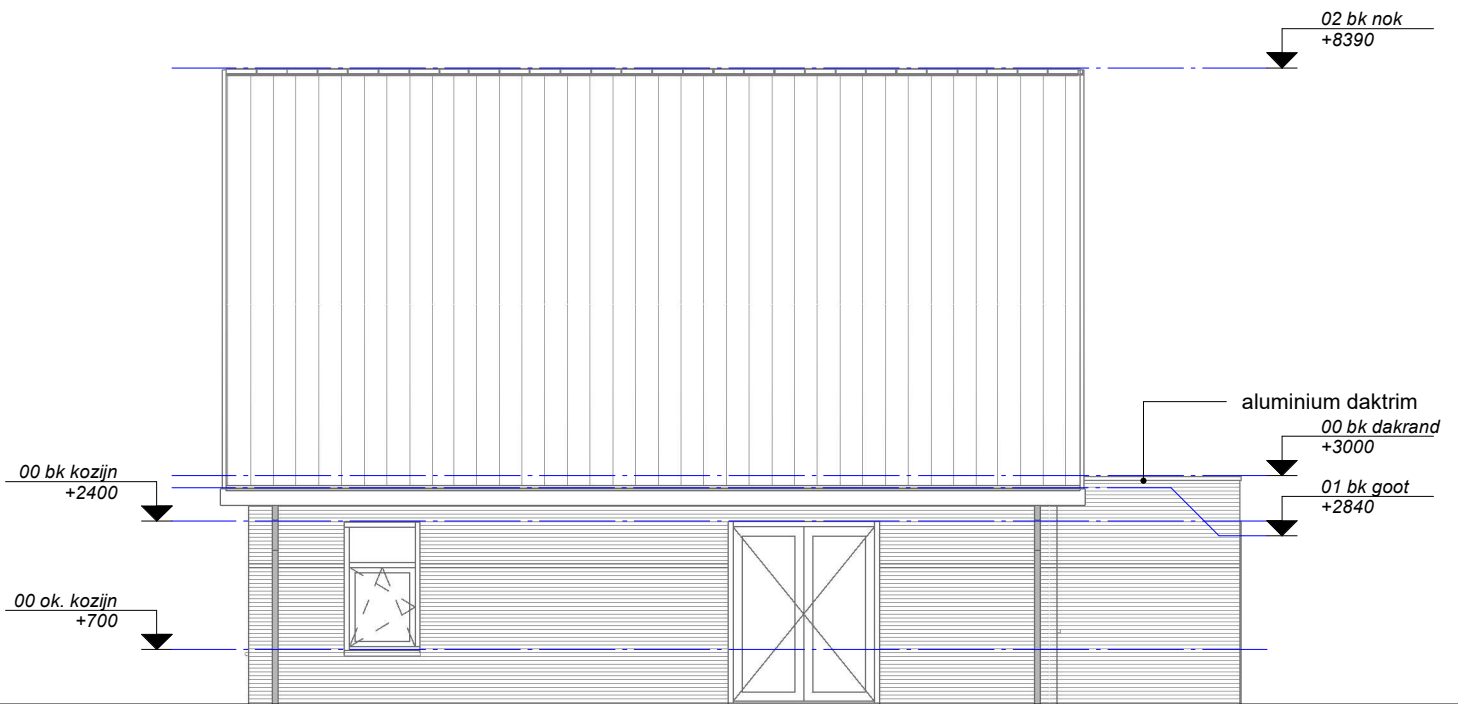 02 bk nok
+8390
aluminium daktrim
00 bk dakrand
+3000
00 bk kozijn
+2400
01 bk goot
+2840
00 ok. kozijn
+700